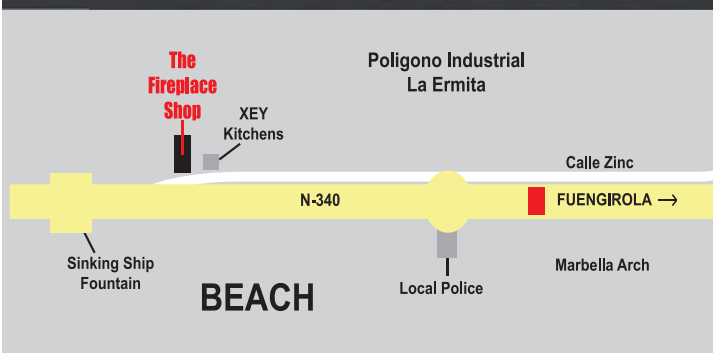 The
Fireplace
Shop
XEY
Kitchens
Poligono Industrial
La Ermita
Calle Zinc
N-340
FUENGIROLA →
Sinking Ship
Fountain
BEACH
Local Police
Marbella Arch